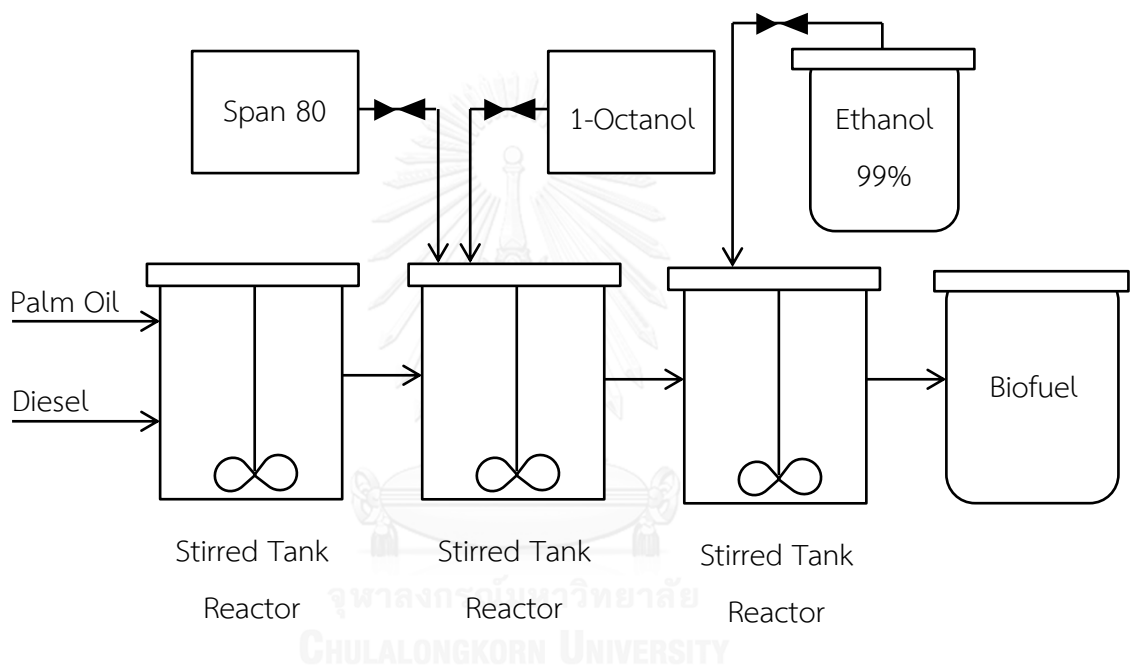 Span 80
1-Octanol
Ethanol
99%
Palm Oil
Diesel
Biofuel
Stirred Tank
Reactor
Stirred Tank
Reactor
Stirred Tank
Reactor
จุฬาลงกรณ์มหาวิทยาลัย
CHULALONGKORN UNIVERSITY